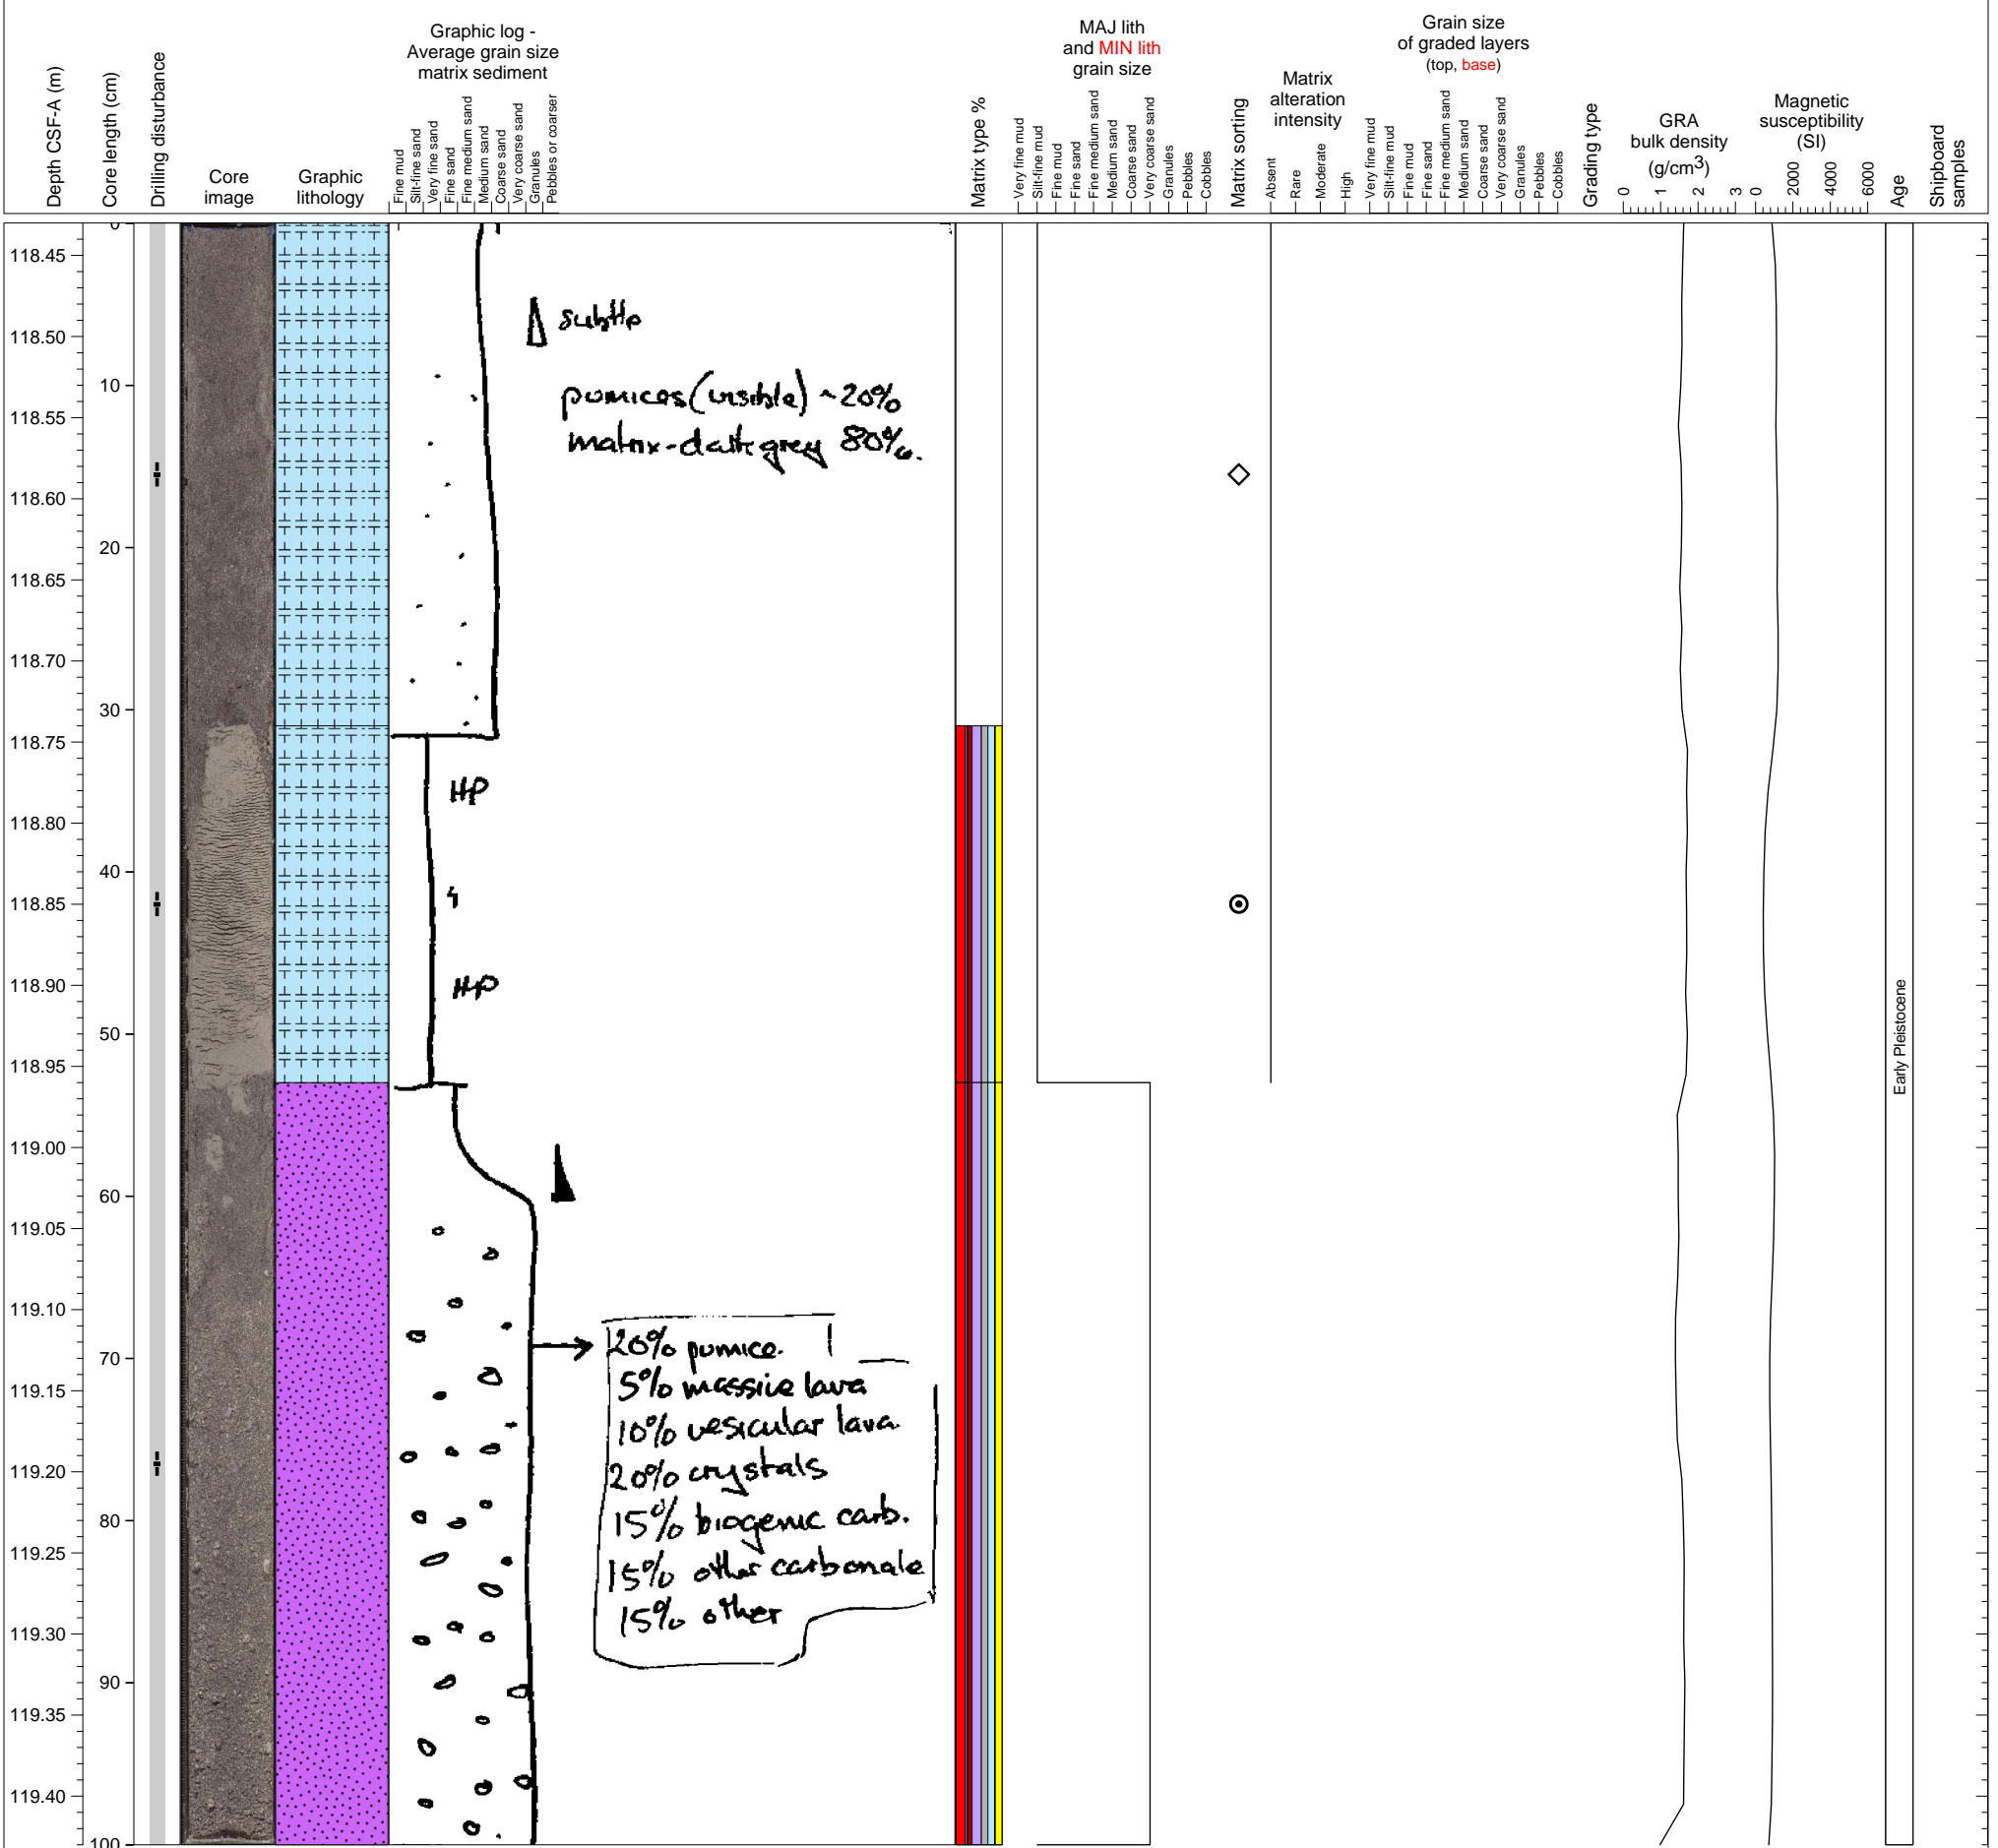 Depth CSF-A (m)
Core length (cm)
Drilling disturbance
Core
image
Graphic
lithology
Graphic log -
Average grain size
matrix sediment
Fine mud
Silt-fine sand
Very fine sand
Fine sand
Fine medium sand
Medium sand
Coarse sand
Very coarse sand
Granules
Pebbles or coarser
Matrix type %
MAJ lith
and MIN lith
grain size
Very fine mud
Silt-fine mud
Fine mud
Fine sand
Fine medium sand
Medium sand
Coarse sand
Very coarse sand
Granules
Pebbles
Cobbles
Matrix sorting
Matrix
alteration
intensity
Absent
Rare
Moderate
High
Grain size
of graded layers
(top, base)
Very fine mud
Silt-fine mud
Fine mud
Fine sand
Fine medium sand
Medium sand
Coarse sand
Very coarse sand
Granules
Pebbles
Cobbles
Grading type
GRA
bulk density
(g/cm3)
0 1 2 3
Magnetic
susceptibility
(SI)
0 2000 4000 6000
Age
Shipboard
samples
0
118.45
118.50
10
118.55
118.60
20
118.65
118.70
30
118.75
118.80
40
118.85
118.90
50
118.95
119.00
60
119.05
119.10
70
119.15
119.20
80
119.25
119.30
90
119.35
119.40
100
pumices (visible) ~20%
matrix-dark grey 80%.
20% pumice.
5% massive lava
10% vesicular lava
20% crystals
15% biogenic carb.
15% other carbonate
15% other
Early Pleistocene